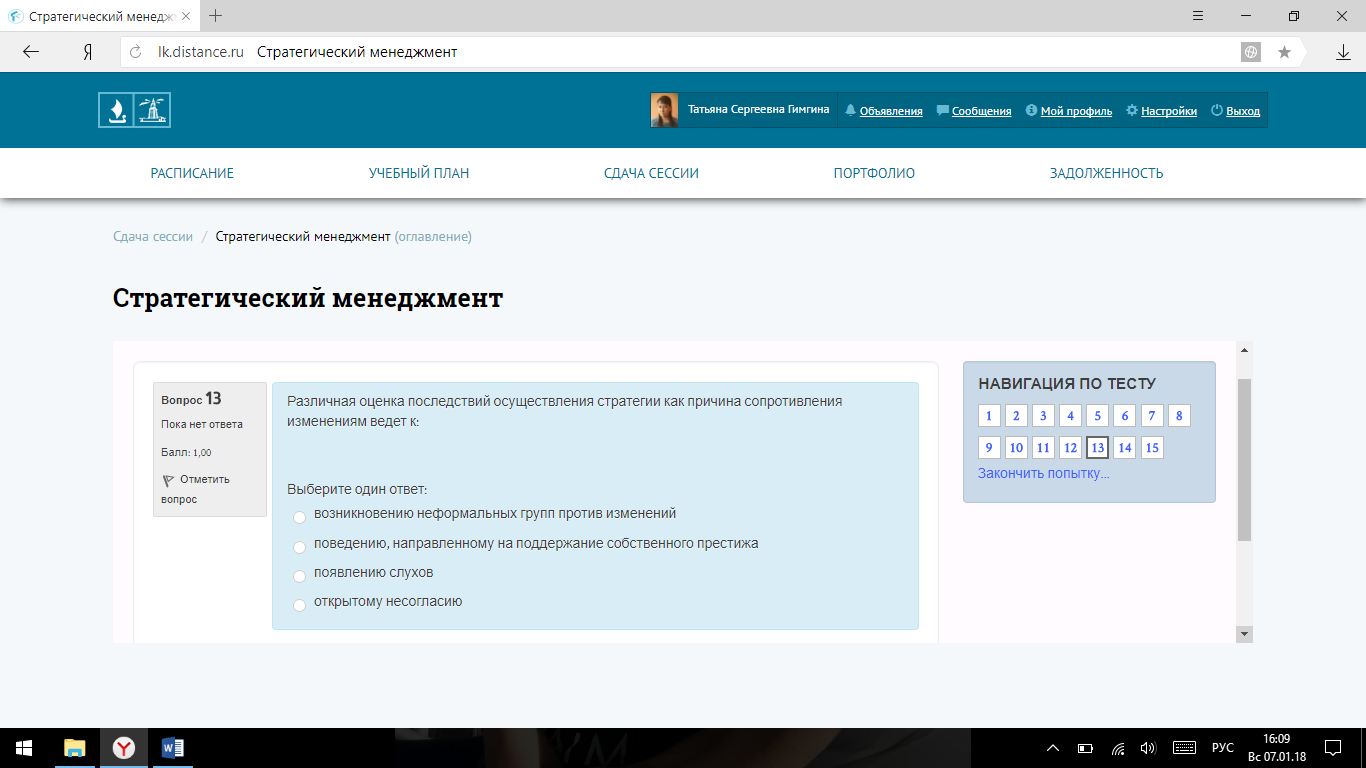 Стратегический менеджм
lk.distance.ru Стратегический менеджмент
Татьяна Сергеевна Гимгина Объявления Сообщения Мой профиль Настройки Выход
РАСПИСАНИЕ УЧЕБНЫЙ ПЛАН СДАЧА СЕССИИ ПОРТФОЛИО ЗАДОЛЖЕННОСТЬ
Сдача сессии / Стратегический менеджмент (оглавление)
Стратегический менеджмент
Вопрос 13
Пока нет ответа
Балл: 1,00
Отметить
вопрос
Различная оценка последствий осуществления стратегии как причина сопротивления
изменениям ведет к:
Выберите один ответ:
возникновению неформальных групп против изменений
поведению, направленному на поддержание собственного престижа
появлению слухов
открытому несогласию
НАВИГАЦИЯ ПО ТЕСТУ
1 2 3 4 5 6 7 8
9 10 11 12 13 14 15
Закончить попытку...
РУС
16:09
Вс 07.01.18